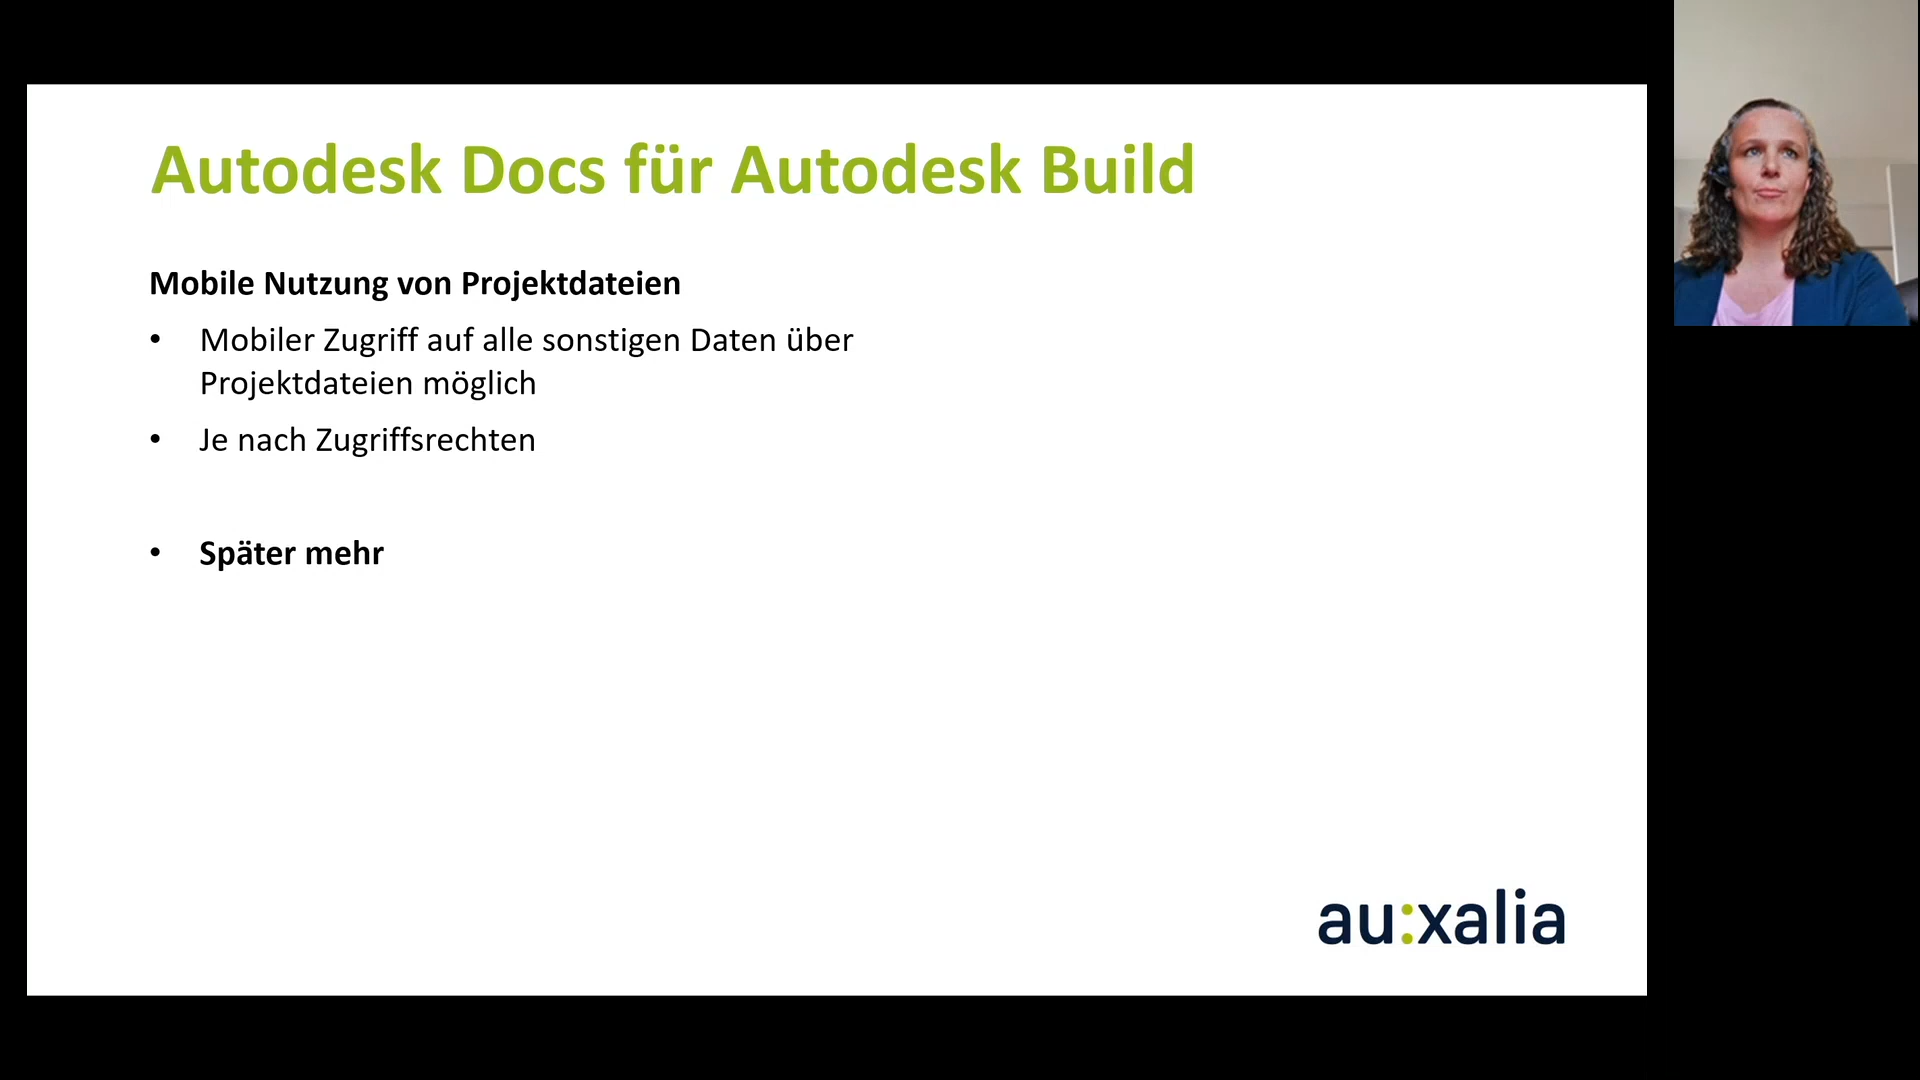 Autodesk Docs für Autodesk Build
Mobile Nutzung von Projektdateien
• Mobiler Zugriff auf alle sonstigen Daten über
Projektdateien möglich
• Je nach Zugriffsrechten
• Später mehr
au:xalia